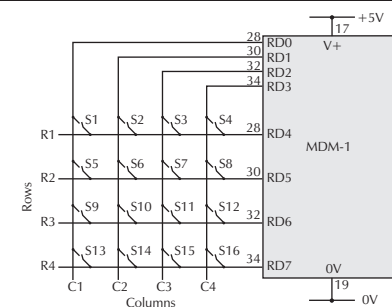 +5V
17
28 RD0 V+
30 RD1
32 RD2
34 RD3
S1 S2 S3 S4
R1 28 RD4
MDM-1
S5 S6 S7 S8
R2 30 RD5
Rows
S9 S10 S11 S12
R3 32 RD6
S13 S14 S15 S16
R4 34 RD7 0V
C1 C2 C3 C4 19
Columns 0V